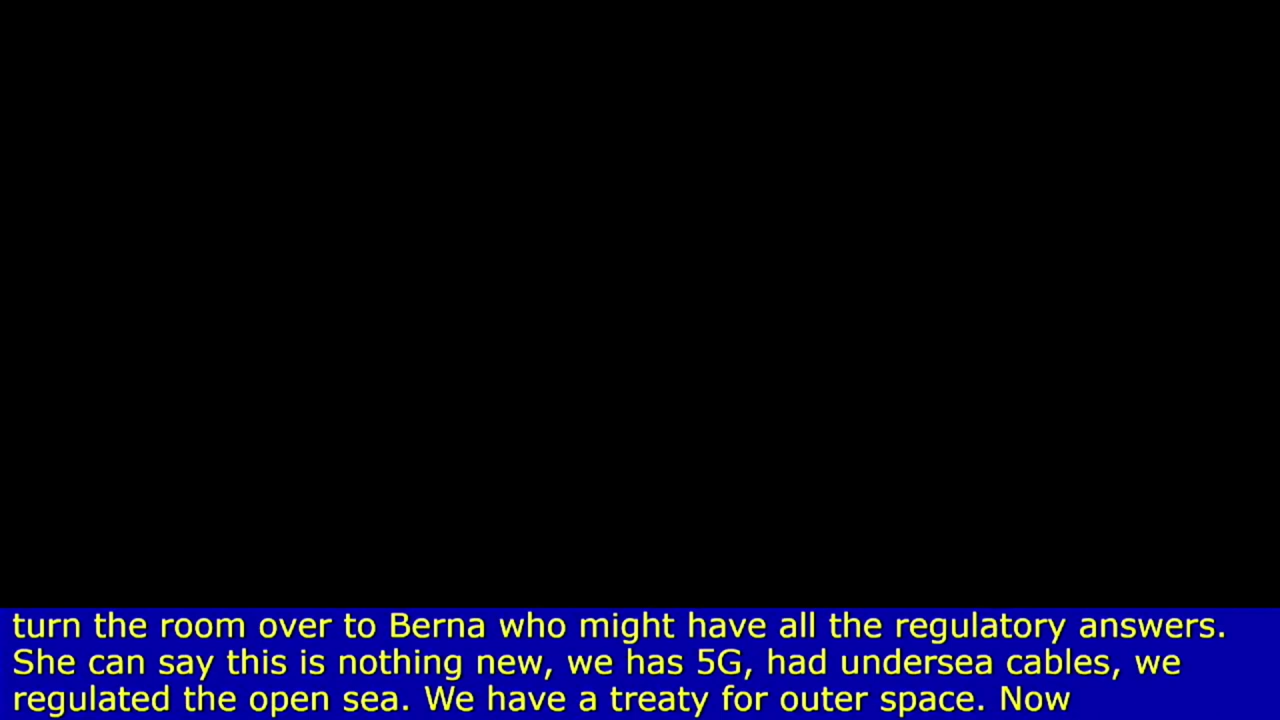 turn the room over to Berna who might have all the regulatory answers.
She can say this is nothing new, we has 5G, had undersea cables, we
regulated the open sea. We have a treaty for outer space. Now